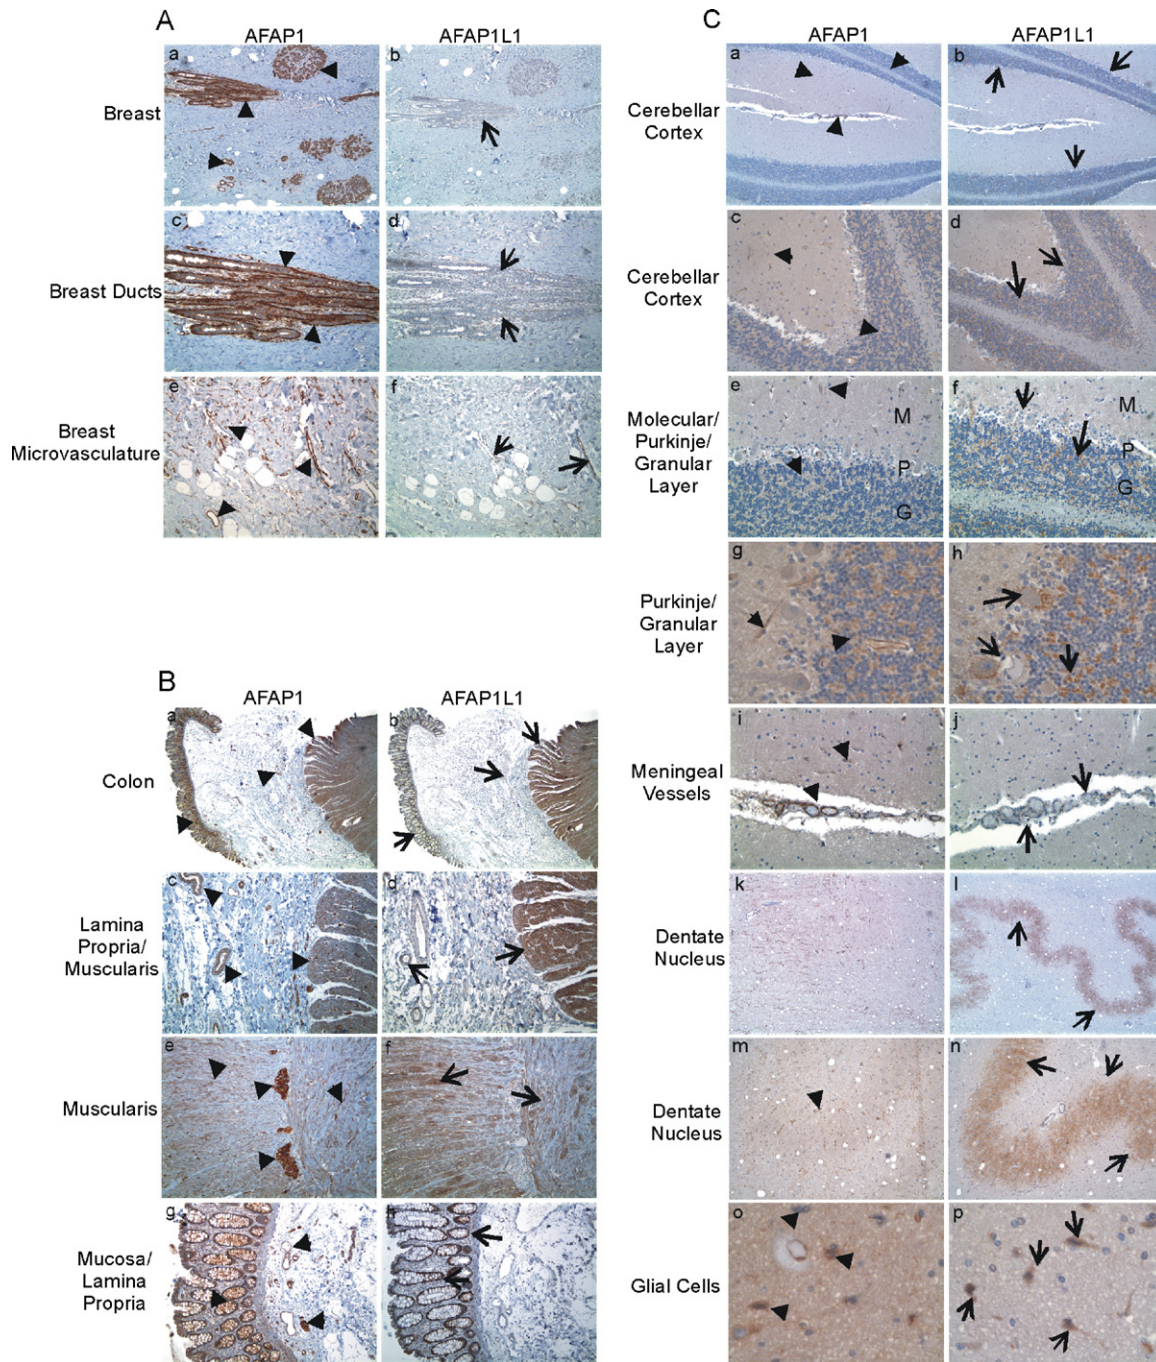 A
AFAP1 AFAP1L1
a b
Breast
c d
Breast Ducts
e f
Breast
Microvasculature
B
AFAP1 AFAP1L1
a b
Colon
c d
Lamina
Propria/
Muscularis
e f
Muscularis
g h
Mucosa/
Lamina
Propria
C
AFAP1 AFAP1L1
a b
Cerebellar
Cortex
c d
Cerebellar
Cortex
e f
Molecular/
Purkinje/
Granular
Layer
M M
P P
G G
g h
Purkinje/
Granular
Layer
i j
Meningeal
Vessels
k l
Dentate
Nucleus
m n
Dentate
Nucleus
o p
Glial Cells